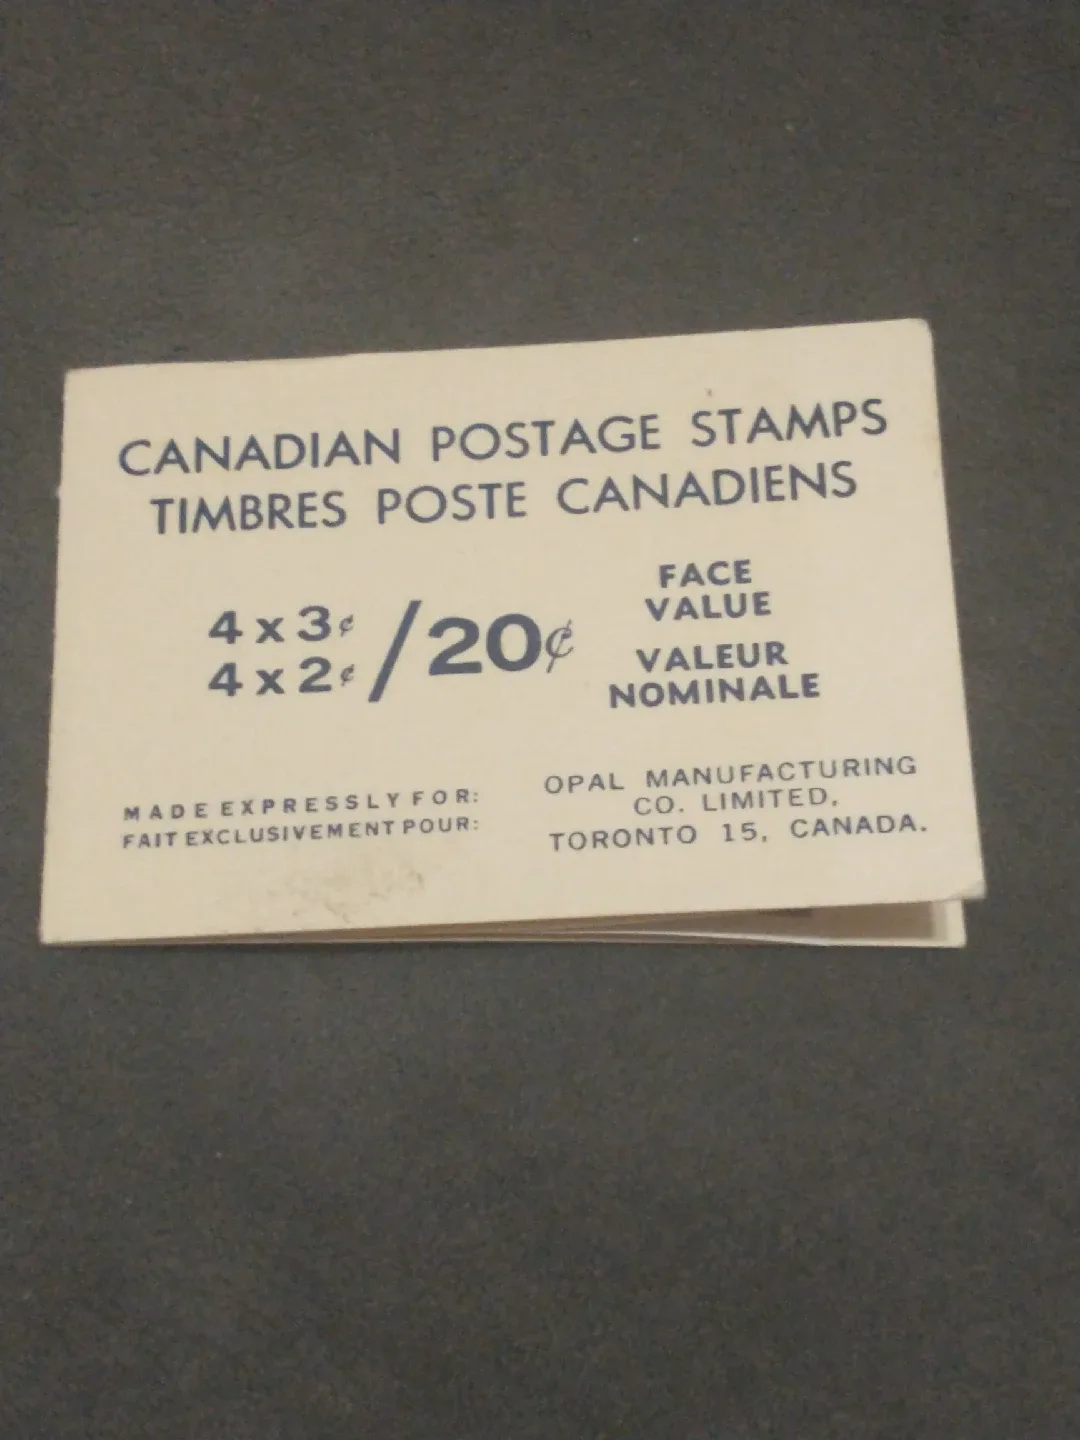 CANADIAN POSTAGE STAMPS
TIMBRES POSTE CANADIENS
4 x 3¢
4 x 2¢
/20¢
FACE
VALUE
VALEUR
NOMINALE
MADE EXPRESSLY FOR:
FAIT EXCLUSIVEMENT POUR:
OPAL MANUFACTURING
CO. LIMITED,
TORONTO 15, CANADA.